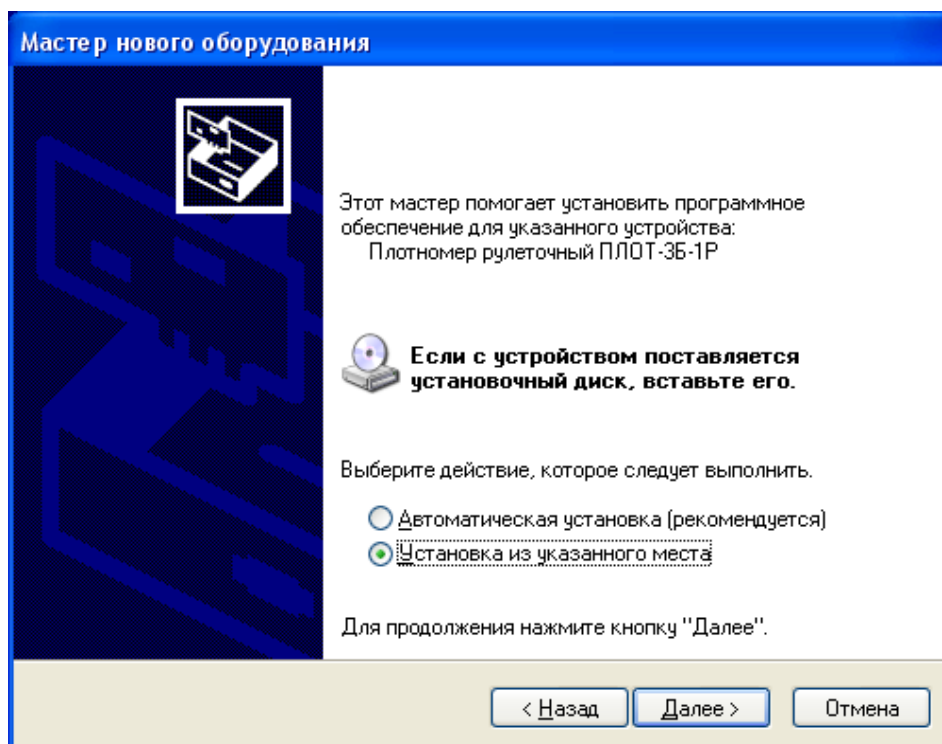 Мастер нового оборудования
Этот мастер помогает установить программное
обеспечение для указанного устройства:
Плотномер рулеточный ПЛОТ-3Б-1Р
Если с устройством поставляется
установочный диск, вставьте его.
Выберите действие, которое следует выполнить.
Автоматическая установка (рекомендуется)
Установка из указанного места
Для продолжения нажмите кнопку "Далее".
< Назад
Далее >
Отмена